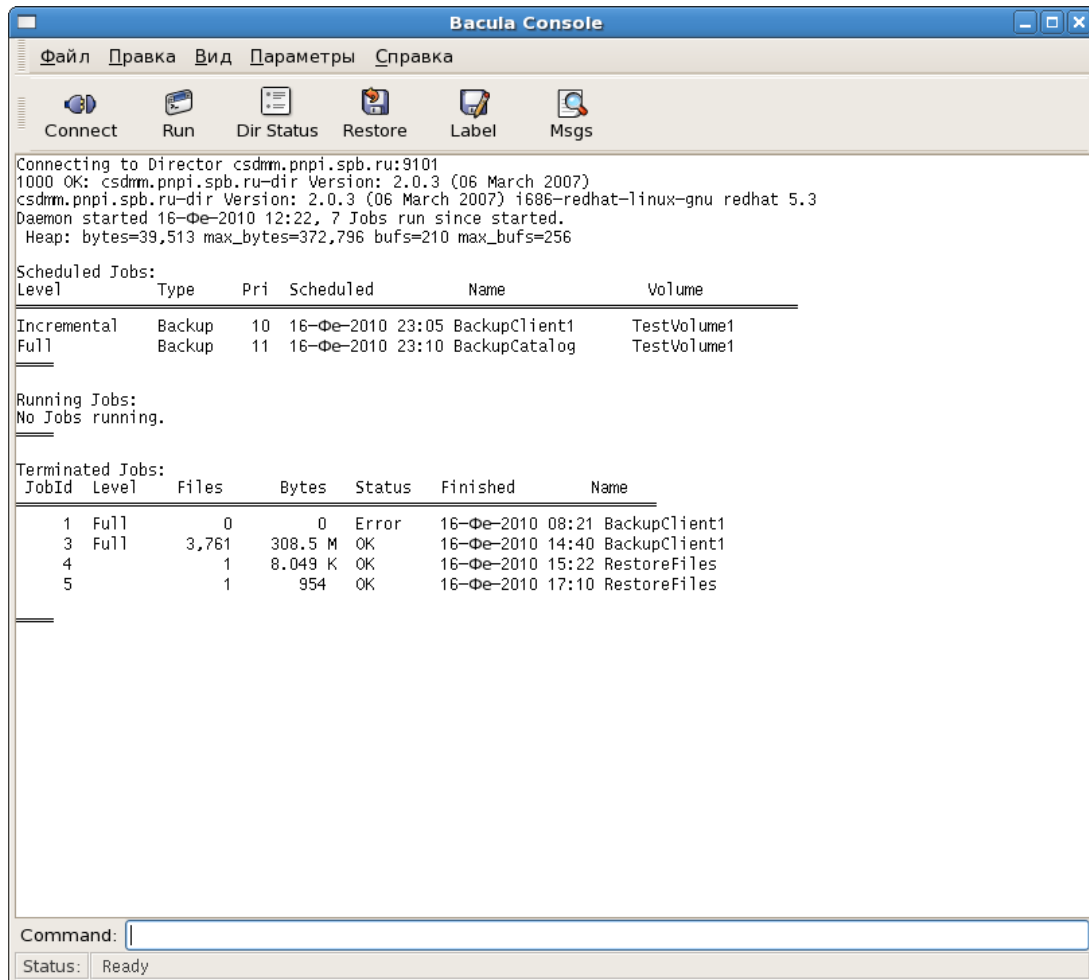 Bacula Console
Файл Правка Вид Параметры Справка
Connect Run Dir Status Restore Label Msgs
Connecting to Director csdmm.pnpi.spb.ru:9101
1000 OK: csdmm.pnpi.spb.ru-dir Version: 2.0.3 (06 March 2007)
csdmm.pnpi.spb.ru-dir Version: 2.0.3 (06 March 2007) i686-redhat-linux-gnu redhat 5.3
Daemon started 16-Фе-2010 12:22, 7 Jobs run since started.
Heap: bytes=39,513 max_bytes=372,796 bufs=210 max_bufs=256
Scheduled Jobs:
Level Type Pri Scheduled Name Volume
Incremental Backup 10 16-Фе-2010 23:05 BackupClient1 TestVolume1
Full Backup 11 16-Фе-2010 23:10 BackupCatalog TestVolume1
Running Jobs:
No Jobs running.
Terminated Jobs:
JobId Level Files Bytes Status Finished Name
1 Full 0 0 Error 16-Фе-2010 08:21 BackupClient1
3 Full 3,761 308.5 M OK 16-Фе-2010 14:40 BackupClient1
4 1 8.049 K OK 16-Фе-2010 15:22 RestoreFiles
5 1 954 OK 16-Фе-2010 17:10 RestoreFiles
Command:
Status: Ready